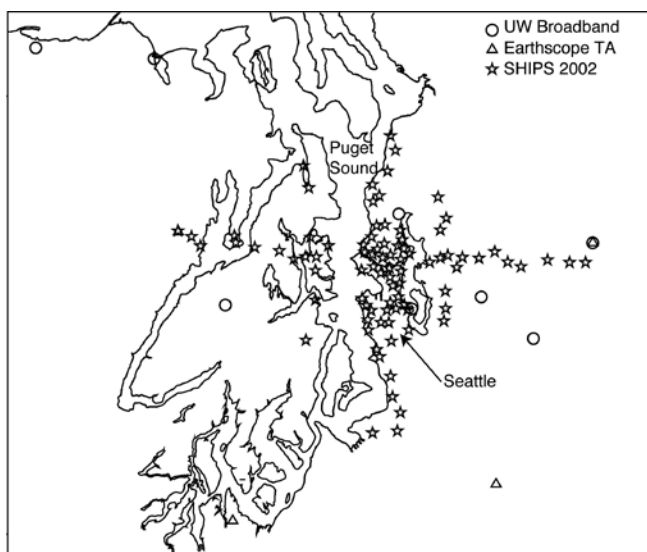 UW Broadband
Earthscope TA
SHIPS 2002
Puget
Sound
Seattle